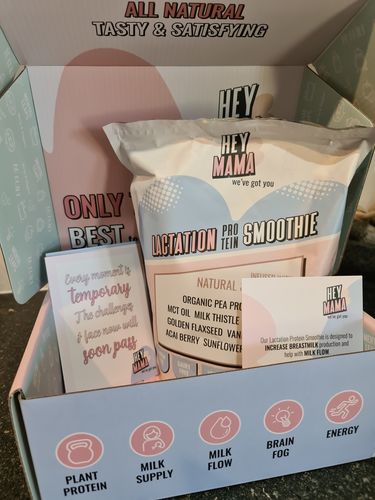 ALL NATURAL
TASTY & SATISFYING
HEY
ONLY
BEST
HEY
MAMA
we've got you
LACTATION PROTEIN SMOOTHIE
NATURAL
ORGANIC PEA PRO
MCT OIL MILK THISTLE
GOLDEN FLAXSEED VAN
ACAI BERRY SUNFLOWER
Every moment is
temporary
The challenges
I face now will
soon pass
HEY
MAMA
HEY
MAMA
we've got you
Our Lactation Protein Smoothie is designed to
INCREASE BREASTMILK production and
help with MILK FLOW
PLANT
PROTEIN
MILK
SUPPLY
MILK
FLOW
BRAIN
FOG
ENERGY